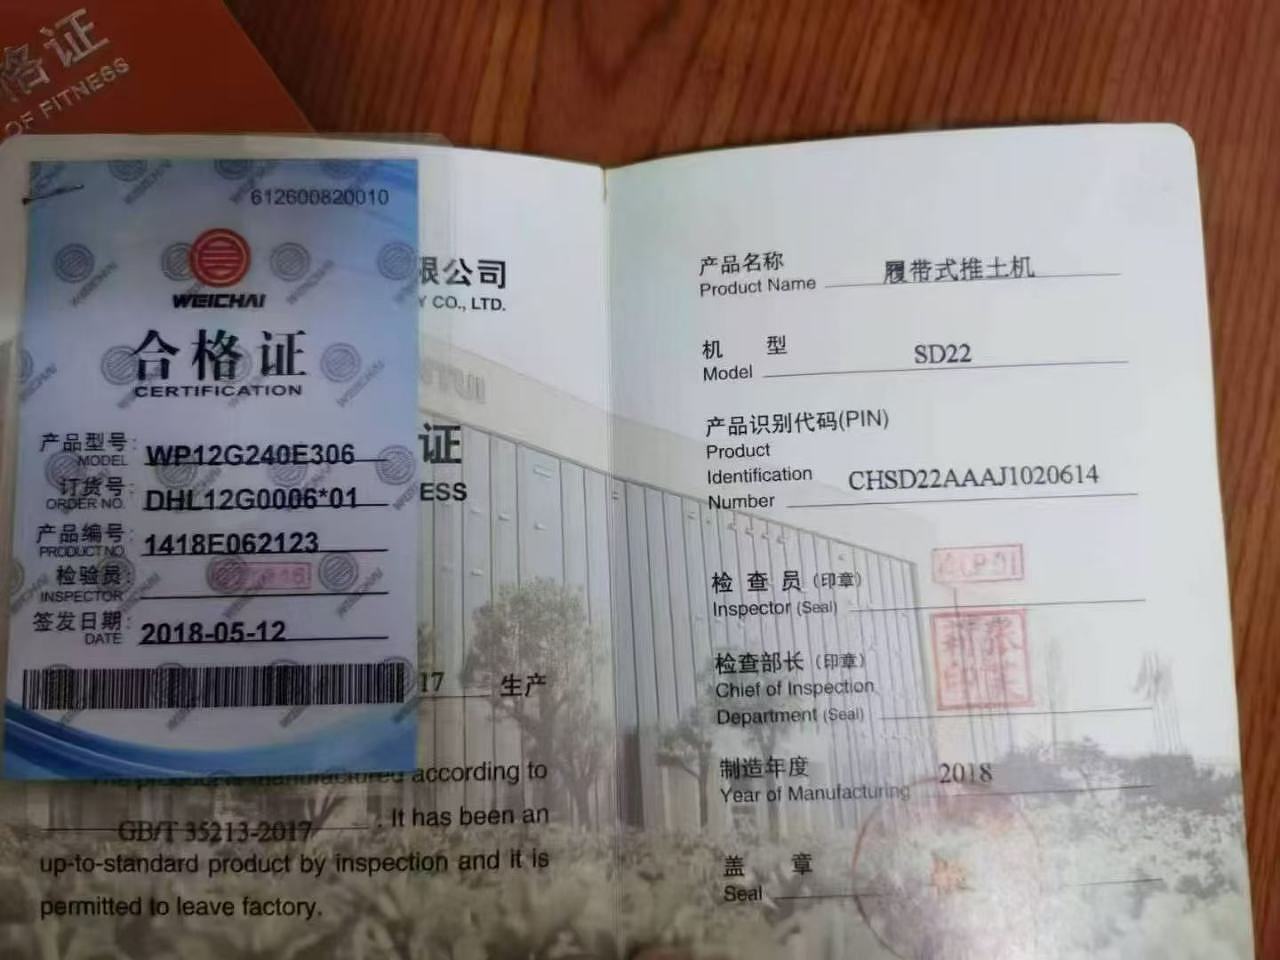 格证
OF FITNESS
612600820010
WEICHAI
合格证
CERTIFICATION
产品型号: WP12G240E306
MODEL
订货号: DHL12G0006*01
ORDER NO.
产品编号: 1418E062123
PRODUCT NO.
检验员:
INSPECTOR
签发日期: 2018-05-12
DATE
限公司
Y CO., LTD.
证
ESS
17 生产
according to
GB/T 35213-2017 . It has been an
up-to-standard product by inspection and it is
permitted to leave factory.
产品名称
Product Name 履带式推土机
机 型
Model SD22
产品识别代码(PIN)
Product
Identification CHSD22AAAJ1020614
Number
检 查 员 (印章)
Inspector (Seal)
检查部长 (印章)
Chief of Inspection
Department (Seal)
制造年度 2018
Year of Manufacturing
盖 章
Seal